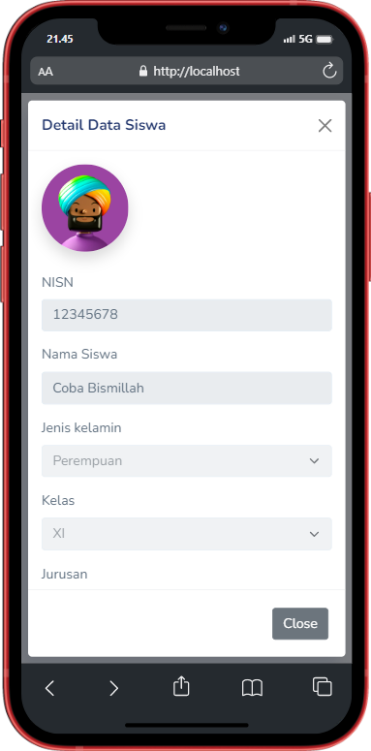 21.45
5G
AA
http://localhost
Detail Data Siswa
NISN
12345678
Nama Siswa
Coba Bismillah
Jenis kelamin
Perempuan
Kelas
XI
Jurusan
Close